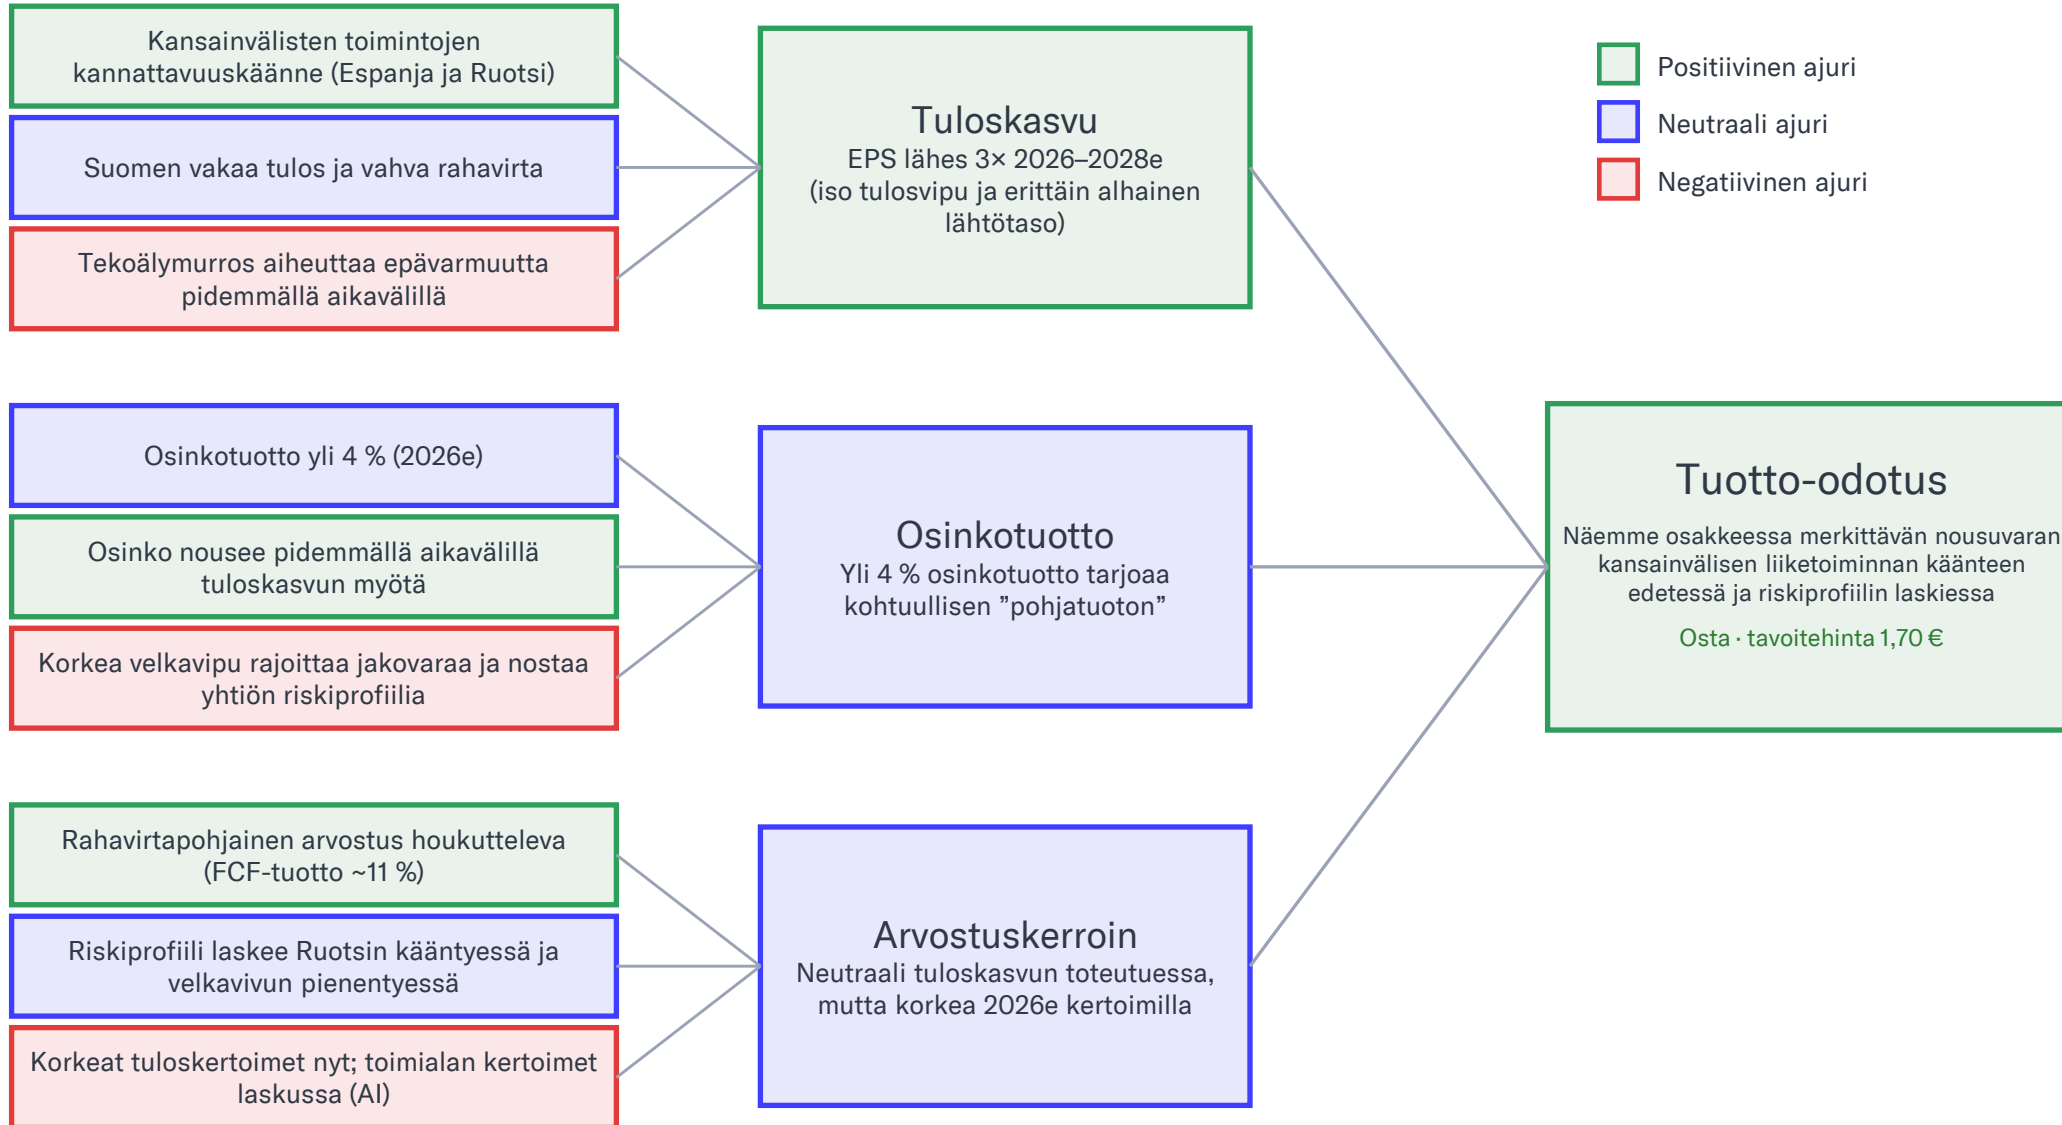 Kansainvälisten toimintojen
kannattavuuskäänne (Espanja ja Ruotsi)
Suomen vakaa tulos ja vahva rahavirta
Tekoälymurros aiheuttaa epävarmuutta
pidemmällä aikavälillä
Tuloskasvu
EPS lähes 3× 2026–2028e
(iso tulosvipu ja erittäin alhainen
lähtötaso)
Positiivinen ajuri
Neutraali ajuri
Negatiivinen ajuri
Osinkotuotto yli 4 % (2026e)
Osinko nousee pidemmällä aikavälillä
tuloskasvun myötä
Korkea velkavipu rajoittaa jakovaraa ja nostaa
yhtiön riskiprofiilia
Osinkotuotto
Yli 4 % osinkotuotto tarjoaa
kohtuullisen ”pohjatuoton”
Tuotto-odotus
Näemme osakkeessa merkittävän nousuvaran
kansainvälisen liiketoiminnan käänteen
edetessä ja riskiprofiilin laskiessa
Osta · tavoitehinta 1,70 €
Rahavirtapohjainen arvostus houkutteleva
(FCF-tuotto ~11 %)
Riskiprofiili laskee Ruotsin kääntyessä ja
velkavivun pienentyessä
Korkeat tuloskertoimet nyt; toimialan kertoimet
laskussa (AI)
Arvostuskerroin
Neutraali tuloskasvun toteutuessa,
mutta korkea 2026e kertoimilla